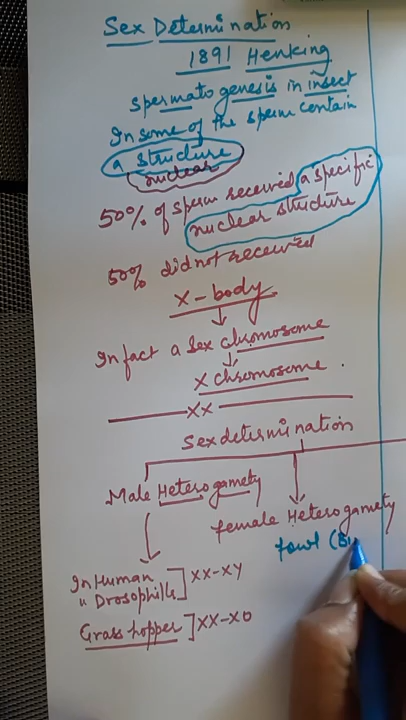 Sex Determination
1891 Henking
Spermatogenesis in insect
In some of the sperm contain
a structure
nuclear
50% of sperm received a specific
nuclear structure
50% did not received
X-body
In fact a sex chromosome
X chromosome .
XX
Sex determination
Male Heterogamety
female Heterogamety
fowl (Bi
In Human
" Drosophilla ] XX-XY
Grass hopper ] XX-XO